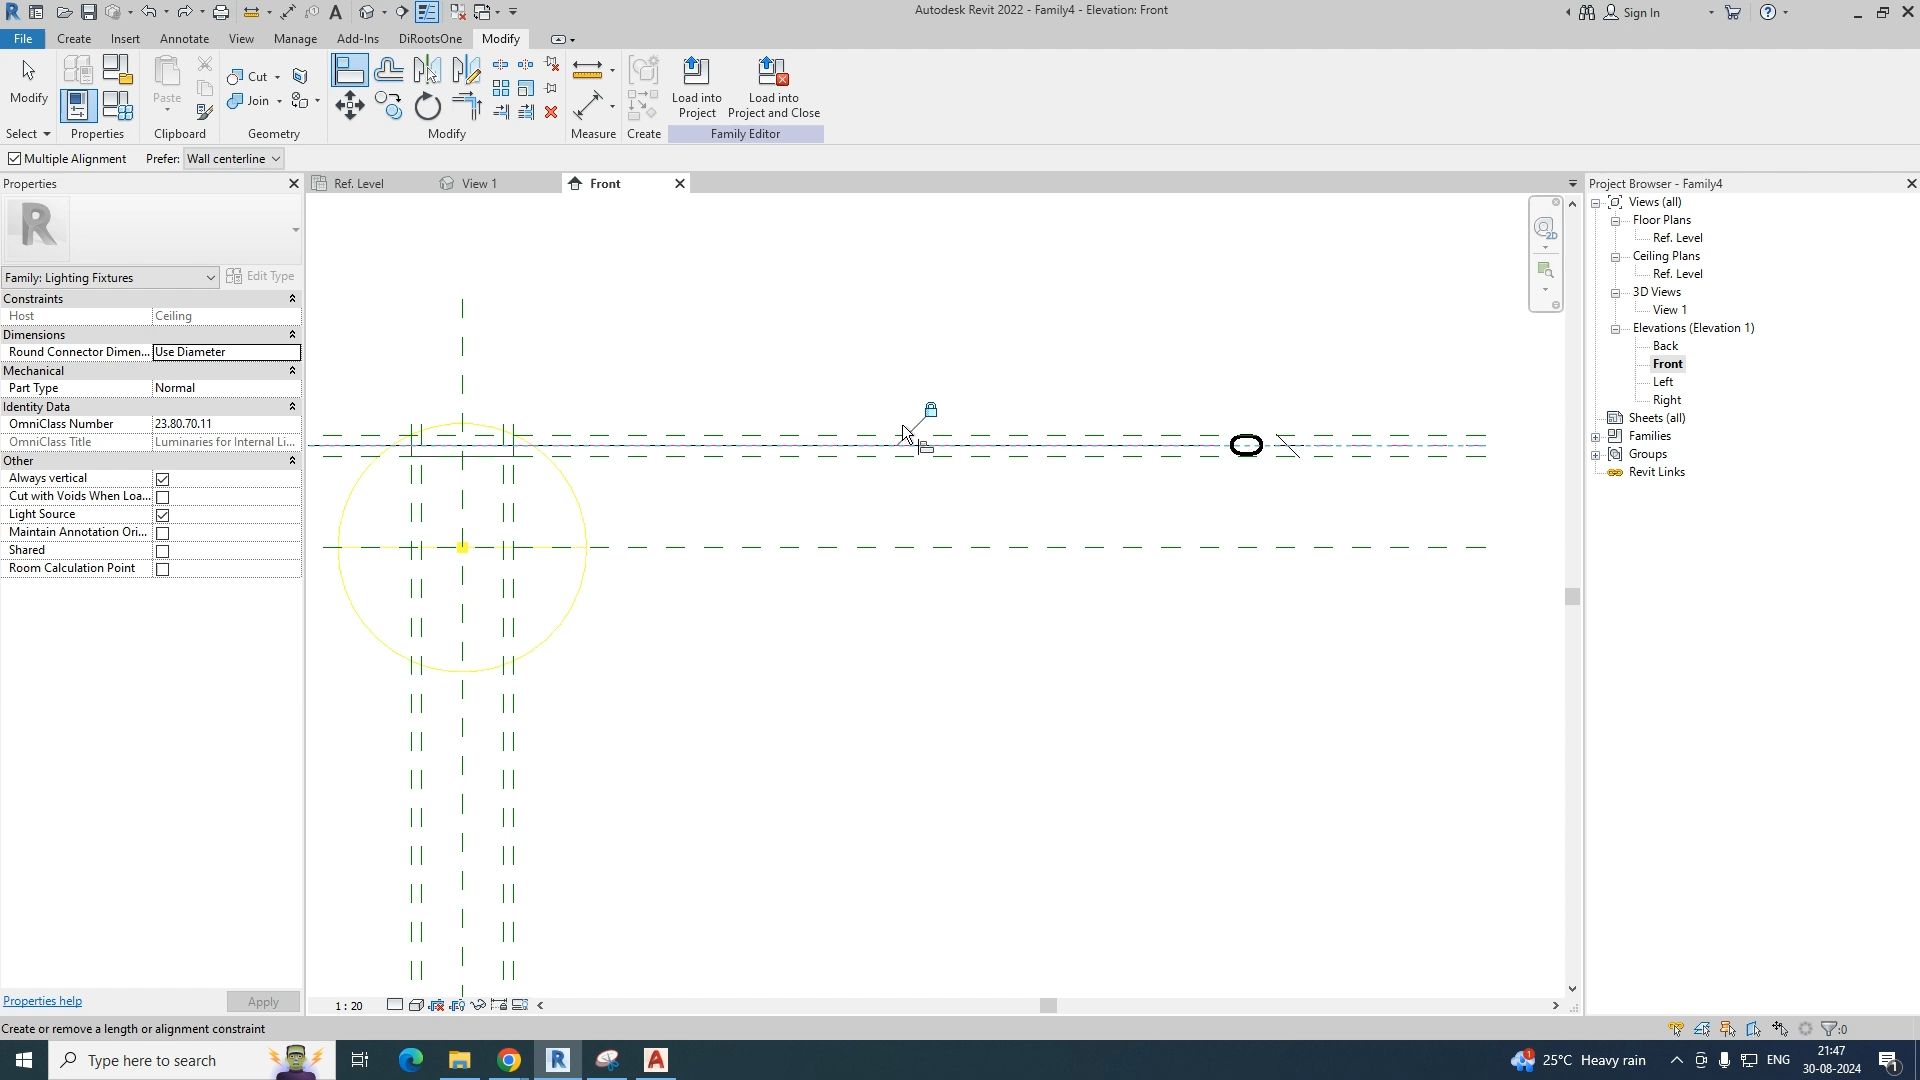 Autodesk Revit 2022 - Family4 - Elevation: Front
Sign In
File Create Insert Annotate View Manage Add-Ins DiRootsOne Modify
Modify
Paste
Cut
Join
Load into Project
Load into Project and Close
Select Properties Clipboard Geometry Modify Measure Create Family Editor
Multiple Alignment Prefer: Wall centerline
Properties
Ref. Level View 1 Front
Project Browser - Family4
Views (all)
Floor Plans
Ref. Level
Ceiling Plans
Ref. Level
3D Views
View 1
Elevations (Elevation 1)
Back
Front
Left
Right
Sheets (all)
Families
Groups
Revit Links
2D
Family: Lighting Fixtures Edit Type
Constraints
Host Ceiling
Dimensions
Round Connector Dimen... Use Diameter
Mechanical
Part Type Normal
Identity Data
OmniClass Number 23.80.70.11
OmniClass Title Luminaries for Internal Li...
Other
Always vertical
Cut with Voids When Loa...
Light Source
Maintain Annotation Ori...
Shared
Room Calculation Point
Properties help Apply
1 : 20
Create or remove a length or alignment constraint
:0
Type here to search
25°C Heavy rain
ENG
21:47
30-08-2024
1